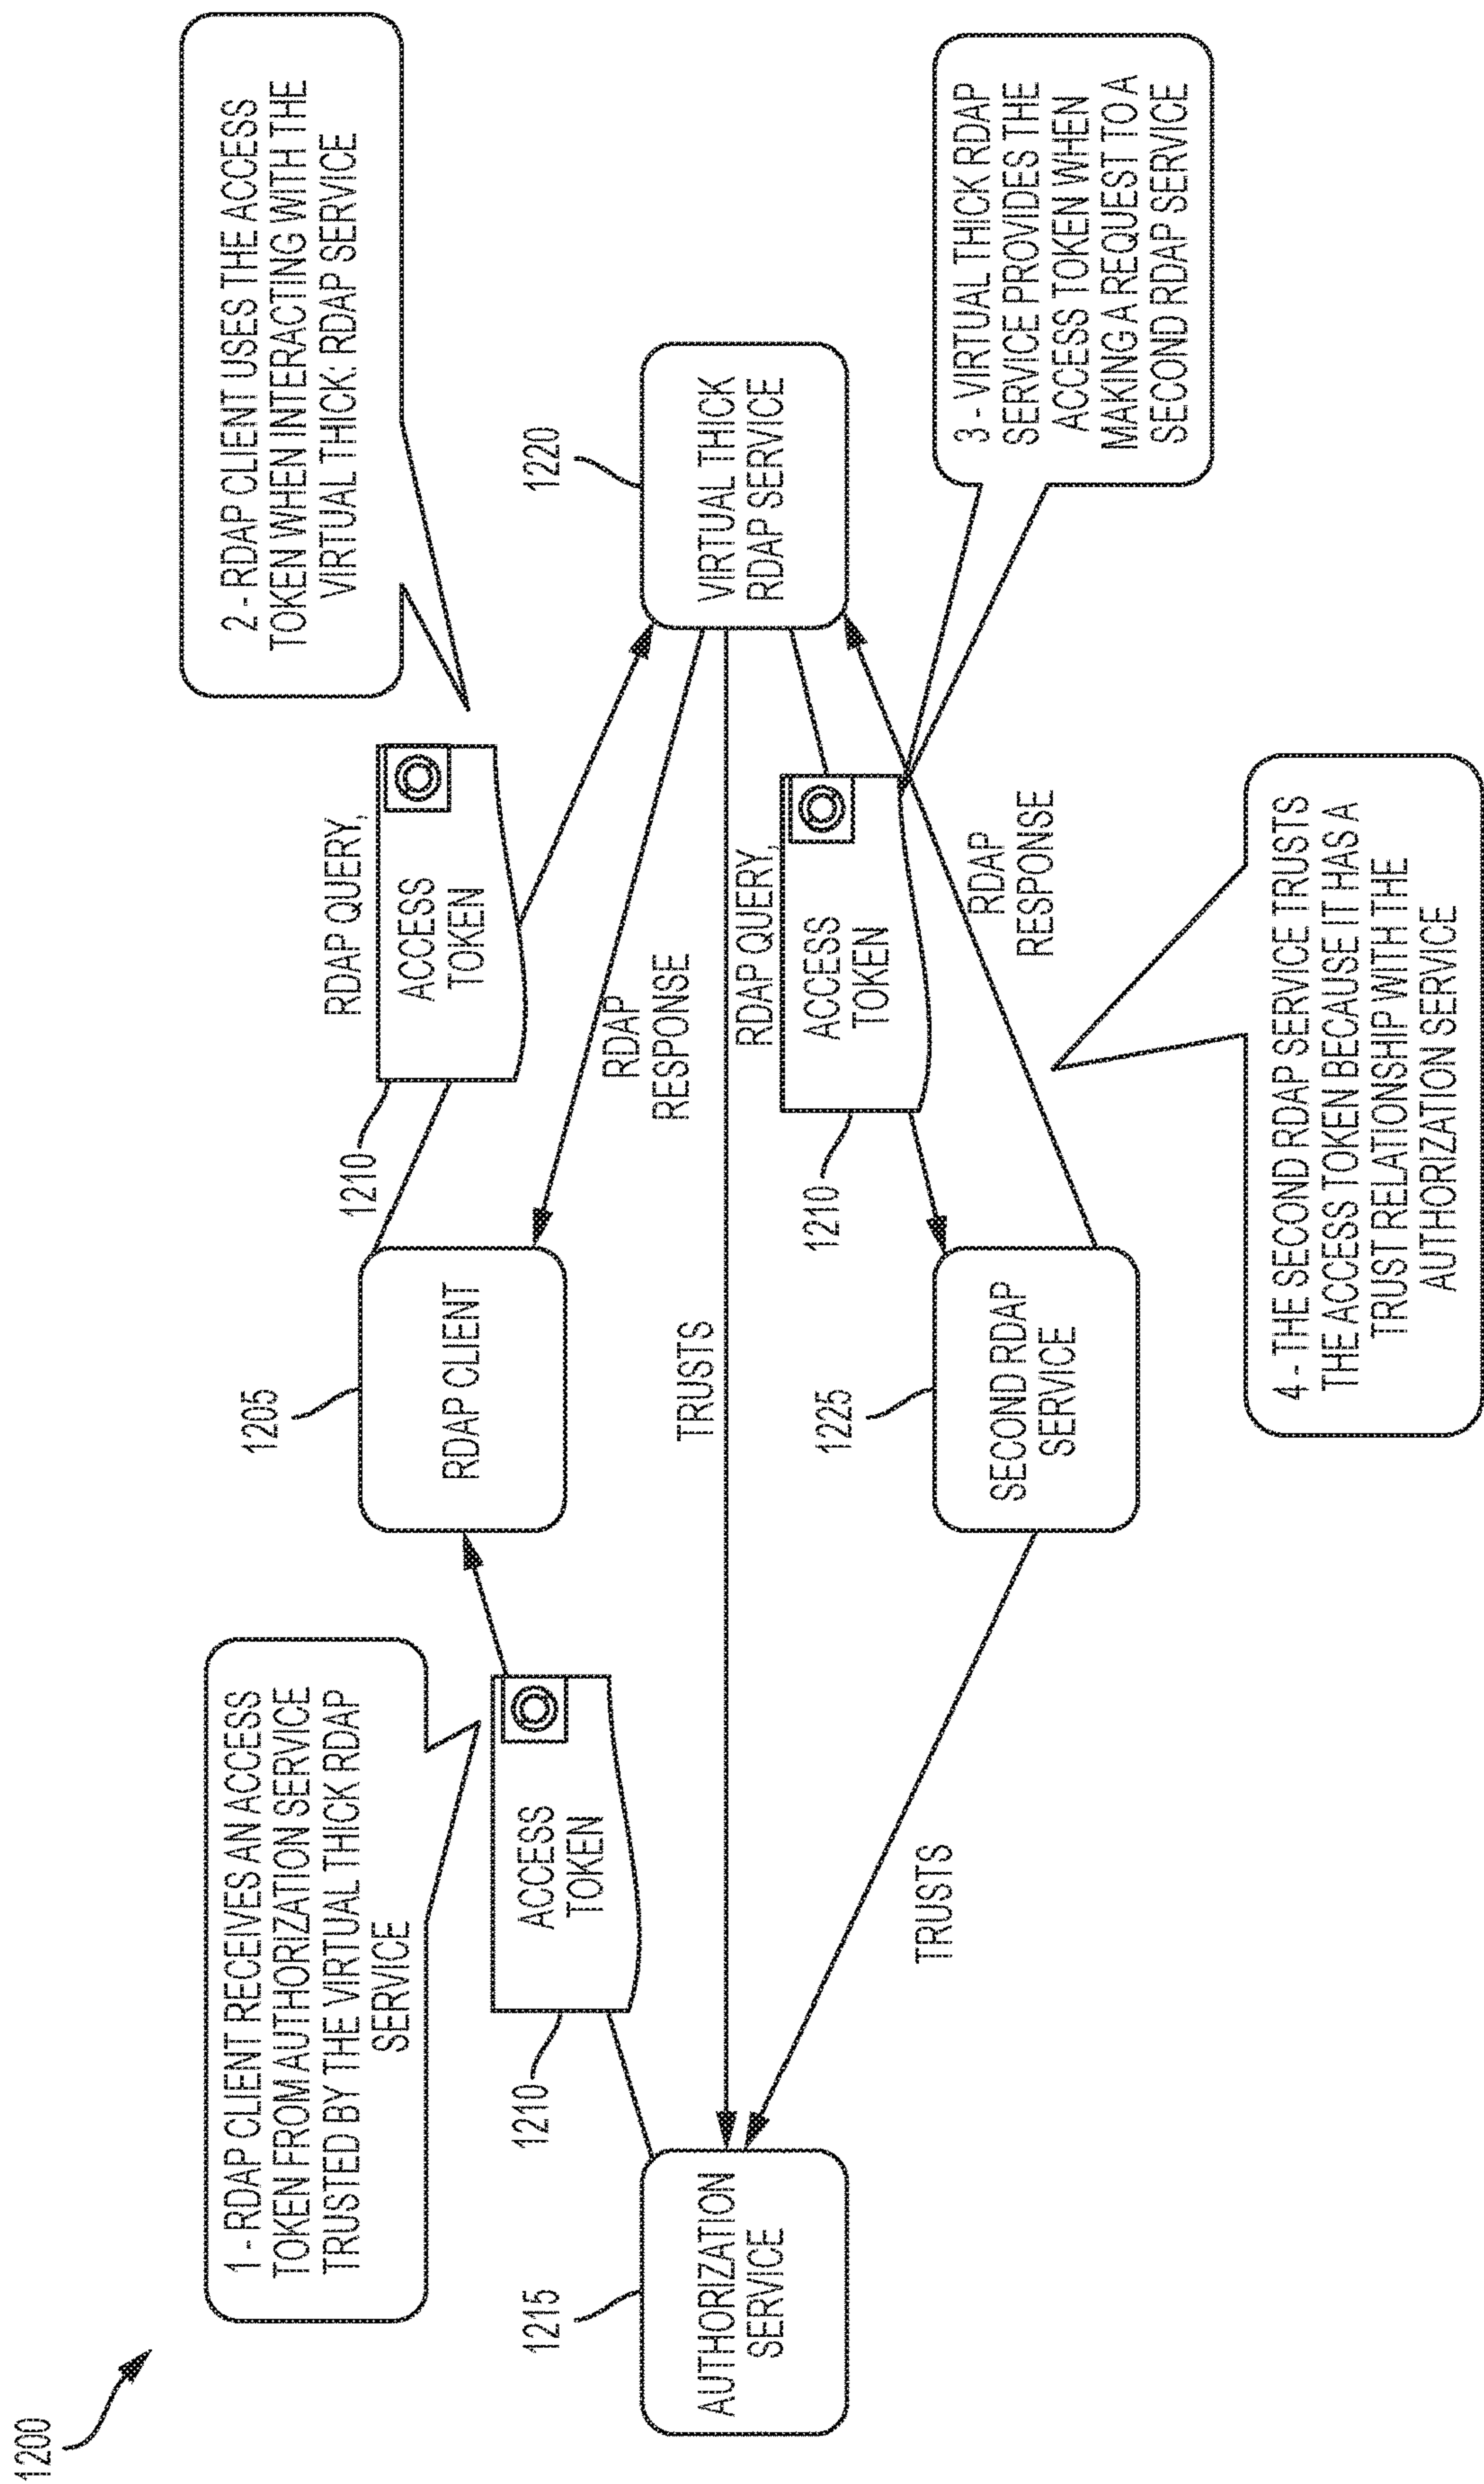 1200
1 - RDAP CLIENT RECEIVES AN ACCESS
TOKEN FROM AUTHORIZATION SERVICE
TRUSTED BY THE VIRTUAL THICK RDAP
SERVICE
2 - RDAP CLIENT USES THE ACCESS
TOKEN WHEN INTERACTING WITH THE
VIRTUAL THICK: RDAP SERVICE
1205
RDAP CLIENT
1210
RDAP QUERY,
ACCESS
TOKEN
1210
ACCESS
TOKEN
RDAP
RESPONSE
1215
AUTHORIZATION
SERVICE
TRUSTS
1220
VIRTUAL THICK
RDAP SERVICE
RDAP QUERY,
ACCESS
TOKEN
1210
RDAP
RESPONSE
1225
SECOND RDAP
SERVICE
TRUSTS
3 - VIRTUAL THICK RDAP
SERVICE PROVIDES THE
ACCESS TOKEN WHEN
MAKING A REQUEST TO A
SECOND RDAP SERVICE
4 - THE SECOND RDAP SERVICE TRUSTS
THE ACCESS TOKEN BECAUSE IT HAS A
TRUST RELATIONSHIP WITH THE
AUTHORIZATION SERVICE